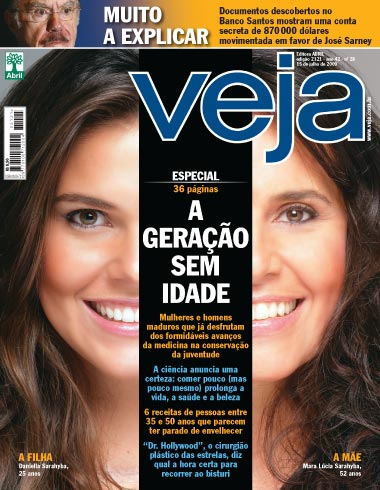 MUITO
A EXPLICAR
Documentos descobertos no
Banco Santos mostram uma conta
secreta de 870 000 dólares
movimentada em favor de José Sarney
Abril
Editora ABRIL
edição 2121 - ano 42 - nº 28
15 de julho de 2009
veja
www.veja.com.br
ESPECIAL
36 páginas
A
GERAÇÃO
SEM
IDADE
Mulheres e homens
maduros que já desfrutam
dos formidáveis avanços
da medicina na conservação
da juventude
A ciência anuncia uma
certeza: comer pouco (mas
pouco mesmo) prolonga a
vida, a saúde e a beleza
6 receitas de pessoas entre
35 e 50 anos que parecem
ter parado de envelhecer
“Dr. Hollywood”, o cirurgião
plástico das estrelas, diz
qual a hora certa para
recorrer ao bisturi
A FILHA
Daniella Sarahyba,
25 anos
A MÃE
Mara Lúcia Sarahyba,
52 anos